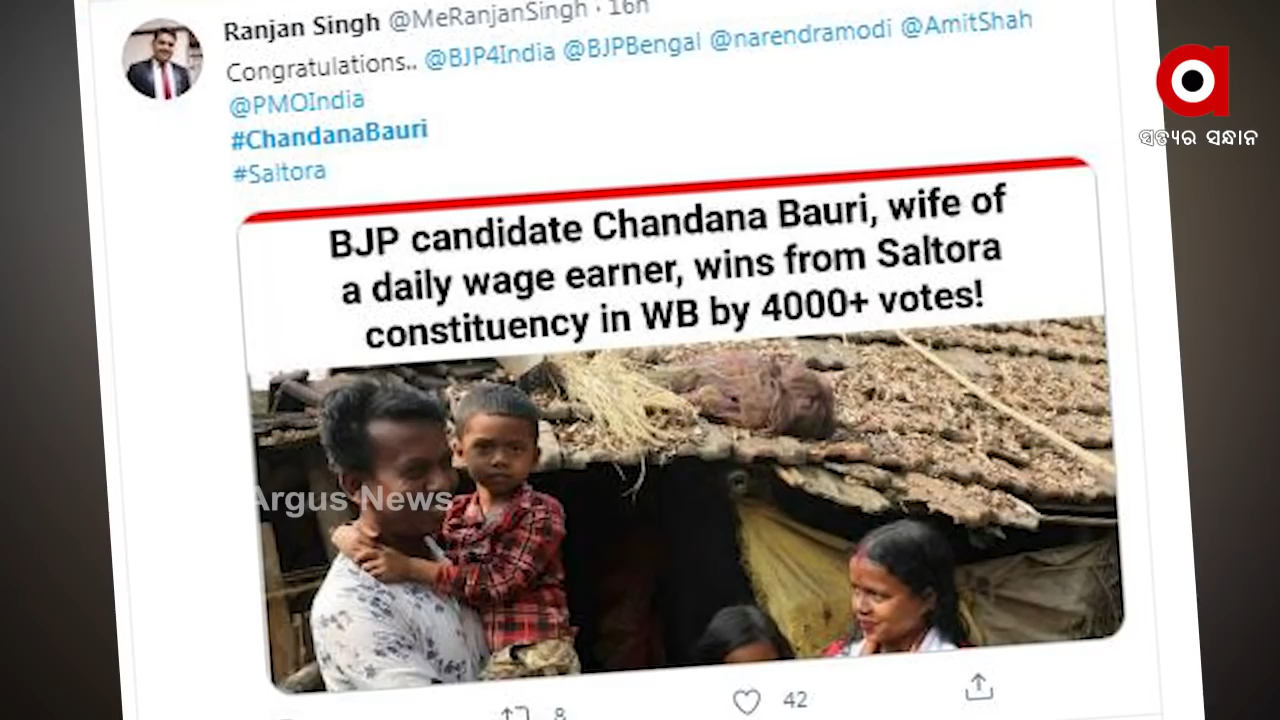 Ranjan Singh @MeRanjanSingh · 16h
Congratulations.. @BJP4India @BJPBengal @narendramodi @AmitShah
@PMOIndia
#ChandanaBauri
#Saltora
ସତ୍ୟର ସନ୍ଧାନ
BJP candidate Chandana Bauri, wife of
a daily wage earner, wins from Saltora
constituency in WB by 4000+ votes!
Argus News
8 42